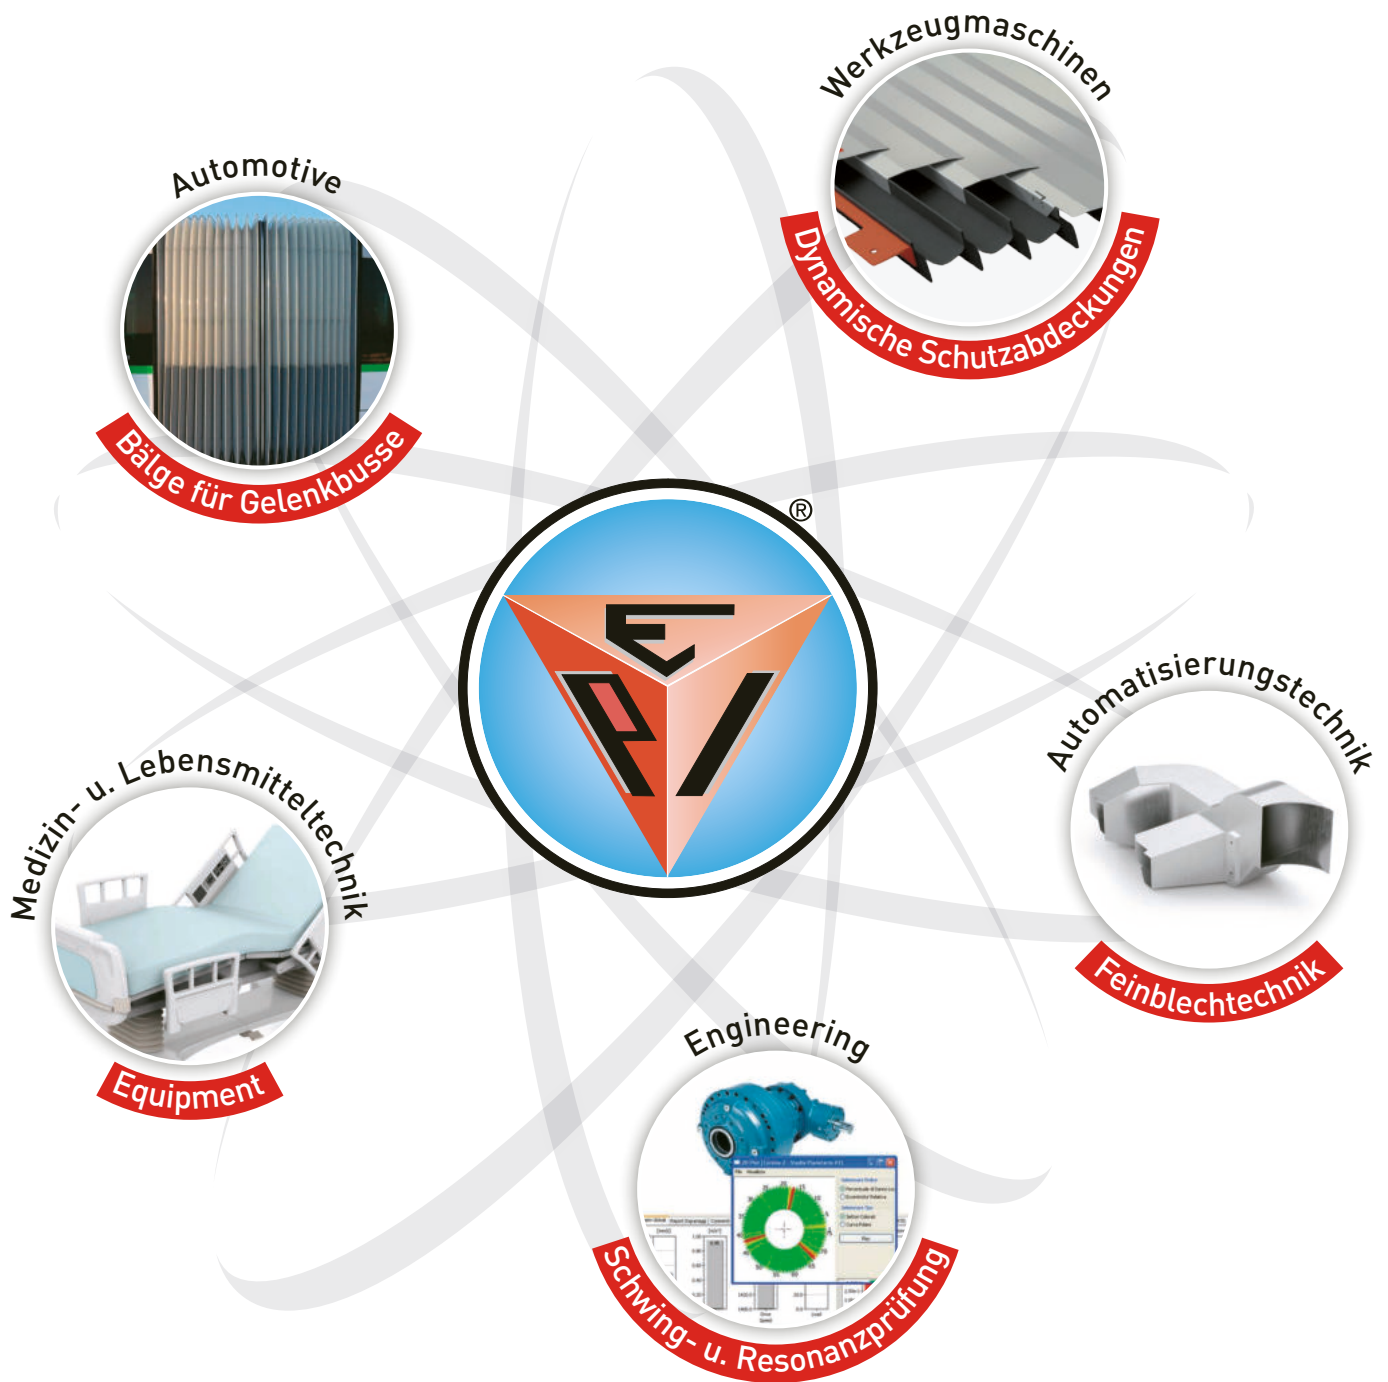 Werkzeugmaschinen
Dynamische Schutzabdeckungen
Automotive
Bälge für Gelenkbusse
®
E
P I
Automatisierungstechnik
Feinblechtechnik
Medizin- u. Lebensmitteltechnik
Equipment
Engineering
Schwing- u. Resonanzprüfung